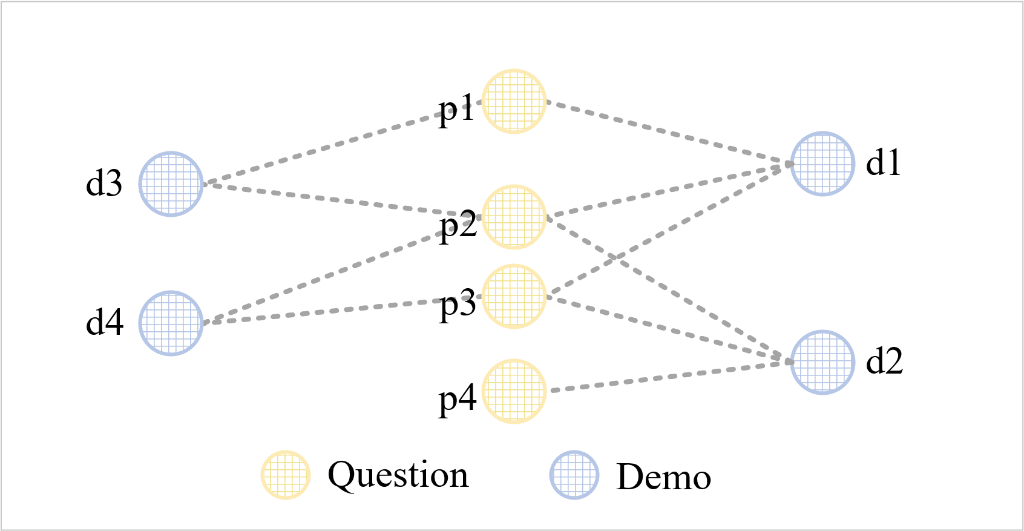 p1
d1
d3
p2
p3
d4
d2
p4
Question
Demo